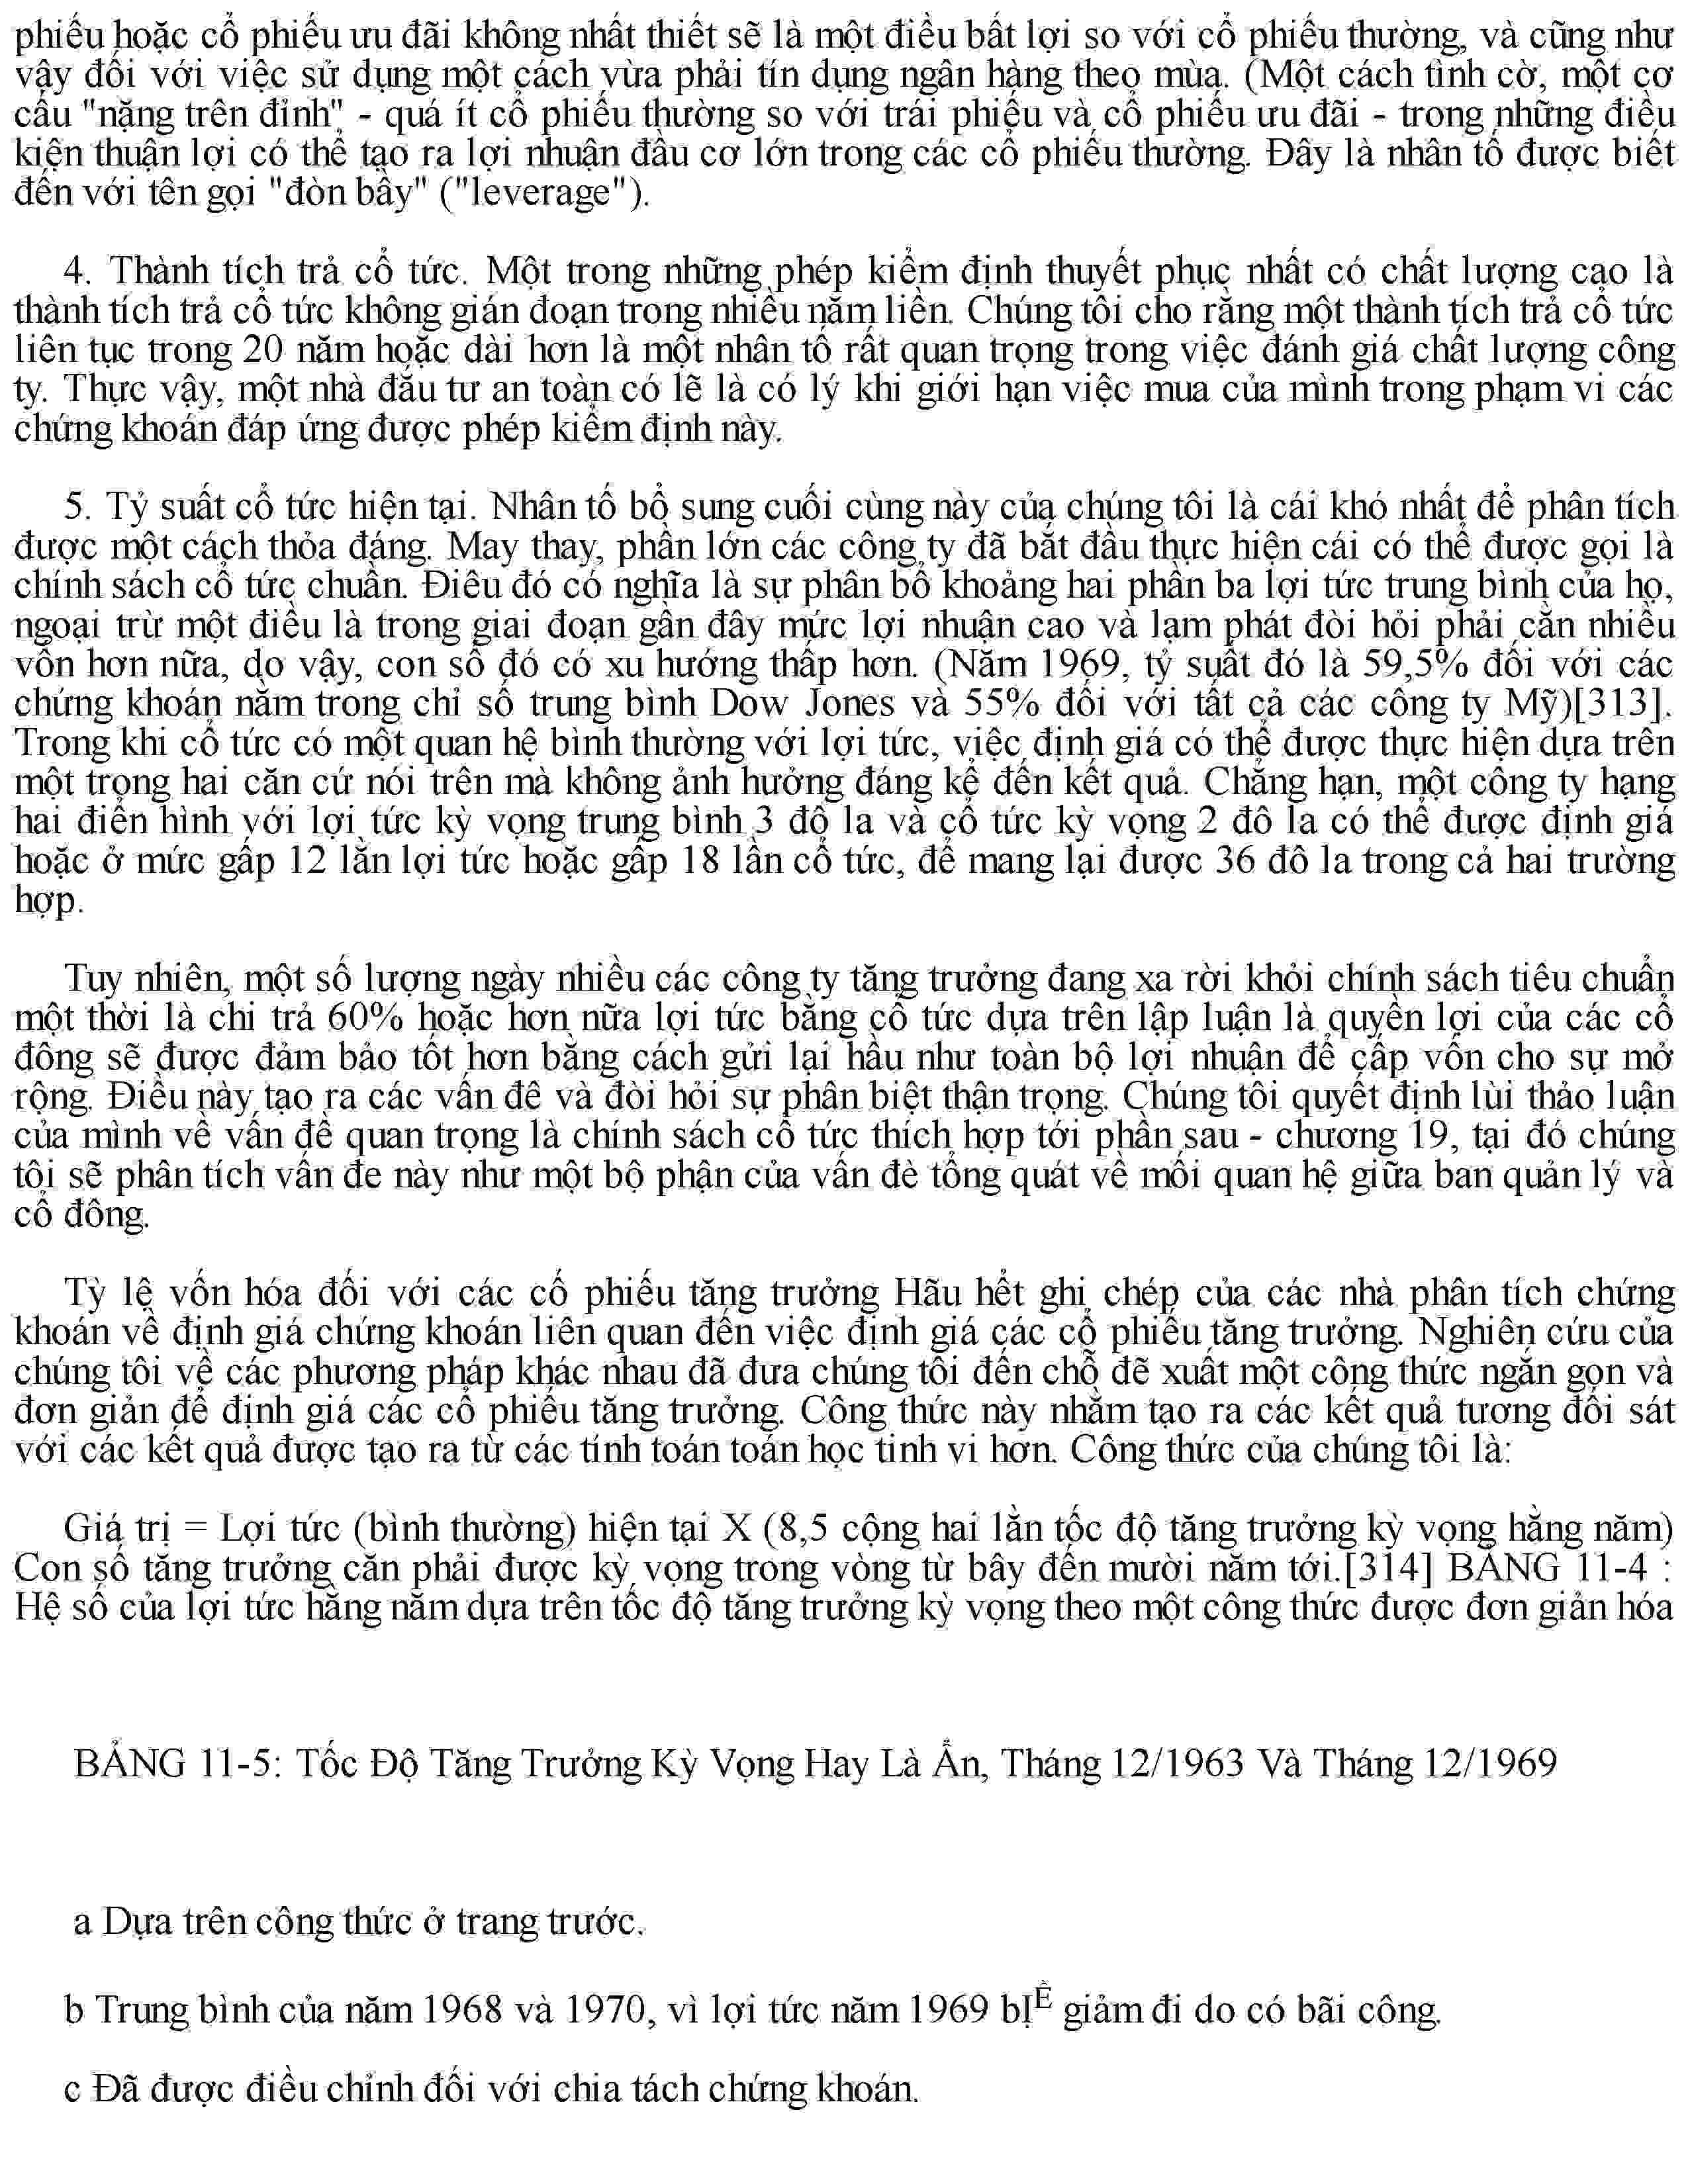 phiếu hoặc cổ phiếu ưu đãi không nhất thiết sẽ là một điều bất lợi so với cổ phiếu thường, và cũng như
vậy đối với việc sử dụng một cách vừa phải tín dụng ngân hàng theo mùa. (Một cách tình cờ, một cơ
cấu "nặng trên đỉnh" - quá ít cổ phiếu thường so với trái phiếu và cổ phiếu ưu đãi - trong những điều
kiện thuận lợi có thể tạo ra lợi nhuận đầu cơ lớn trong các cổ phiếu thường. Đây là nhân tố được biết
đến với tên gọi "đòn bẩy" ("leverage").
4. Thành tích trả cổ tức. Một trong những phép kiểm định thuyết phục nhất có chất lượng cao là
thành tích trả cổ tức không gián đoạn trong nhiều năm liền. Chúng tôi cho rằng một thành tích trả cổ tức
liên tục trong 20 năm hoặc dài hơn là một nhân tố rất quan trọng trong việc đánh giá chất lượng công
ty. Thực vậy, một nhà đầu tư an toàn có lẽ là có lý khi giới hạn việc mua của mình trong phạm vi các
chứng khoán đáp ứng được phép kiểm định này.
5. Tỷ suất cổ tức hiện tại. Nhân tố bổ sung cuối cùng này của chúng tôi là cái khó nhất để phân tích
được một cách thỏa đáng. May thay, phần lớn các công ty đã bắt đầu thực hiện cái có thể được gọi là
chính sách cổ tức chuẩn. Điêu đó có nghĩa là sự phân bổ khoảng hai phần ba lợi tức trung bình của họ,
ngoại trừ một điều là trong giai đoạn gần đây mức lợi nhuận cao và lạm phát đòi hỏi phải cần nhiều
vốn hơn nữa, do vậy, con số đó có xu hướng thấp hơn. (Năm 1969, tỷ suất đó là 59,5% đối với các
chứng khoán nằm trong chỉ số trung bình Dow Jones và 55% đối với tất cả các công ty Mỹ)[313].
Trong khi cổ tức có một quan hệ bình thường với lợi tức, việc định giá có thể được thực hiện dựa trên
một trong hai căn cứ nói trên mà không ảnh hưởng đáng kể đến kết quả. Chẳng hạn, một công ty hạng
hai điển hình với lợi tức kỳ vọng trung bình 3 đô la và cổ tức kỳ vọng 2 đô la có thể được định giá
hoặc ở mức gấp 12 lần lợi tức hoặc gấp 18 lần cổ tức, để mang lại được 36 đô la trong cả hai trường
hợp.
Tuy nhiên, một số lượng ngày nhiều các công ty tăng trưởng đang xa rời khỏi chính sách tiêu chuẩn
một thời là chi trả 60% hoặc hơn nữa lợi tức bằng cổ tức dựa trên lập luận là quyền lợi của các cổ
đông sẽ được đảm bảo tốt hơn bằng cách gửi lại hầu như toàn bộ lợi nhuận để cấp vốn cho sự mở
rộng. Điều này tạo ra các vấn đê và đòi hỏi sự phân biệt thận trọng. Chúng tôi quyết định lùi thảo luận
của mình về vấn đề quan trọng là chính sách cổ tức thích hợp tới phần sau - chương 19, tại đó chúng
tôi sẽ phân tích vấn đe này như một bộ phận của vấn đè tổng quát về mối quan hệ giữa ban quản lý và
cổ đông.
Tỳ lệ vốn hóa đối với các cố phiếu tăng trưởng Hãu hết ghi chép của các nhà phân tích chứng
khoán về định giá chứng khoán liên quan đến việc định giá các cổ phiếu tăng trưởng. Nghiên cứu của
chúng tôi về các phương pháp khác nhau đã đưa chúng tôi đến chỗ đẽ xuất một công thức ngắn gọn và
đơn giản để định giá các cổ phiếu tăng trưởng. Công thức này nhằm tạo ra các kết quả tương đối sát
với các kết quả được tạo ra từ các tính toán toán học tinh vi hơn. Công thức của chúng tôi là:
Giá trị = Lợi tức (bình thường) hiện tại X (8,5 cộng hai lần tốc độ tăng trưởng kỳ vọng hằng năm)
Con số tăng trưởng cần phải được kỳ vọng trong vòng từ bảy đến mười năm tới.[314] BẢNG 11-4 :
Hệ số của lợi tức hằng năm dựa trên tốc độ tăng trưởng kỳ vọng theo một công thức được đơn giản hóa
BẢNG 11-5: Tốc Độ Tăng Trưởng Kỳ Vọng Hay Là Ẩn, Tháng 12/1963 Và Tháng 12/1969
a Dựa trên công thức ở trang trước.
b Trung bình của năm 1968 và 1970, vì lợi tức năm 1969 bịỀ giảm đi do có bãi công.
c Đã được điều chỉnh đối với chia tách chứng khoán.